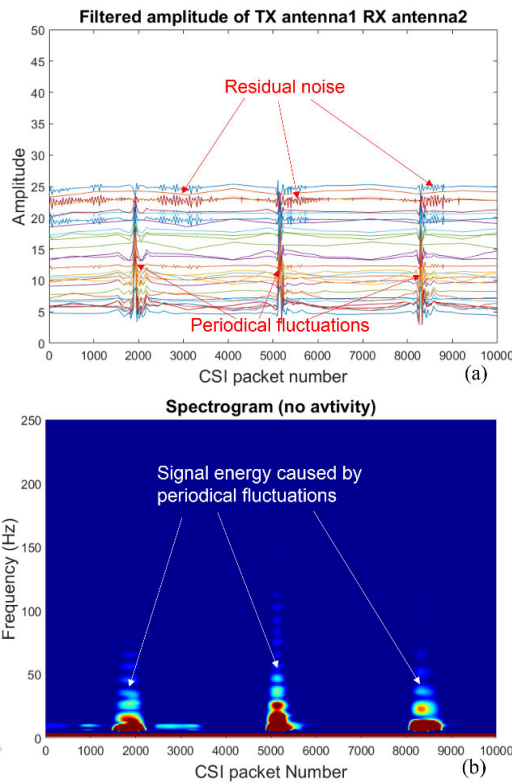 Filtered amplitude of TX antenna1 RX antenna2
50
45
40
35
30
25
20
15
10
5
0
Amplitude
Residual noise
Periodical fluctuations
0 1000 2000 3000 4000 5000 6000 7000 8000 9000 10000
CSI packet number
(a)
Spectrogram (no avtivity)
250
200
150
100
50
0
Frequency (Hz)
Signal energy caused by
periodical fluctuations
0 1000 2000 3000 4000 5000 6000 7000 8000 9000 10000
CSI packet Number
(b)